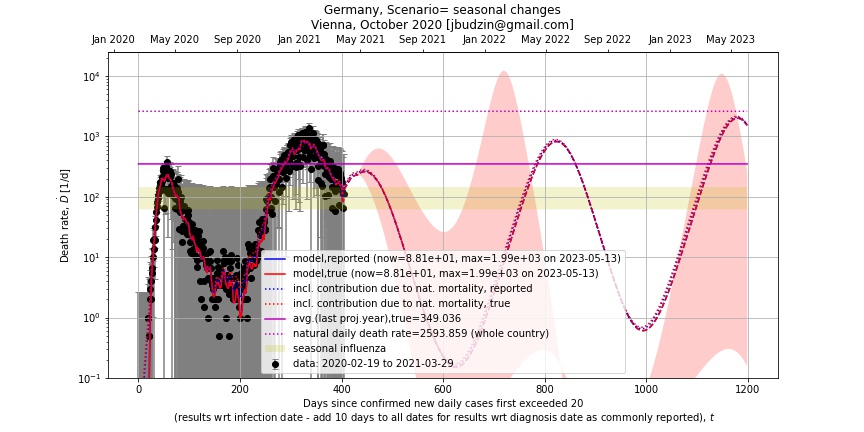 Germany, Scenario= seasonal changes
Vienna, October 2020 [jbudzin@gmail.com]
Jan 2020 May 2020 Sep 2020 Jan 2021 May 2021 Sep 2021 Jan 2022 May 2022 Sep 2022 Jan 2023 May 2023
10⁴
10³
10²
10¹
10⁰
10⁻¹
Death rate, Ḋ [1/d]
model,reported (now=8.81e+01, max=1.99e+03 on 2023-05-13)
model,true (now=8.81e+01, max=1.99e+03 on 2023-05-13)
incl. contribution due to nat. mortality, reported
incl. contribution due to nat. mortality, true
avg.(last proj.year),true=349.036
natural daily death rate=2593.859 (whole country)
seasonal influenza
data: 2020-02-19 to 2021-03-29
0 200 400 600 800 1000 1200
Days since confirmed new daily cases first exceeded 20
(results wrt infection date - add 10 days to all dates for results wrt diagnosis date as commonly reported), t